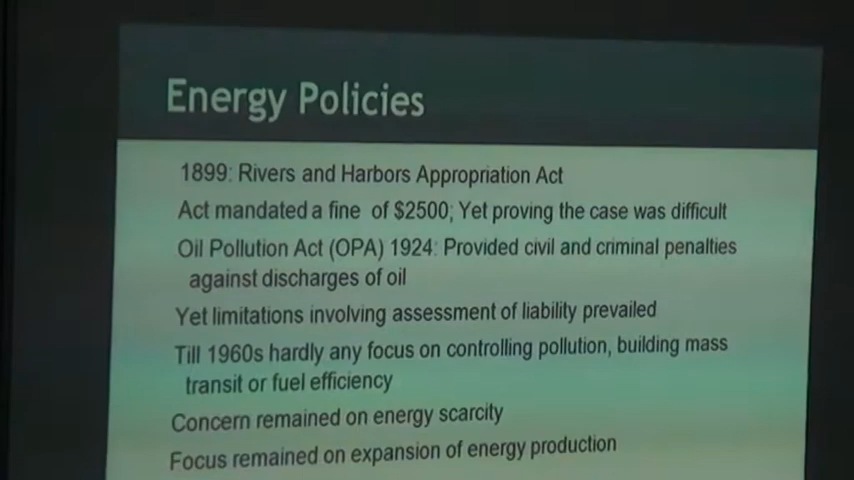 Energy Policies
1899: Rivers and Harbors Appropriation Act
Act mandated a fine of $2500; Yet proving the case was difficult
Oil Pollution Act (OPA) 1924: Provided civil and criminal penalties
against discharges of oil
Yet limitations involving assessment of liability prevailed
Till 1960s hardly any focus on controlling pollution, building mass
transit or fuel efficiency
Concern remained on energy scarcity
Focus remained on expansion of energy production